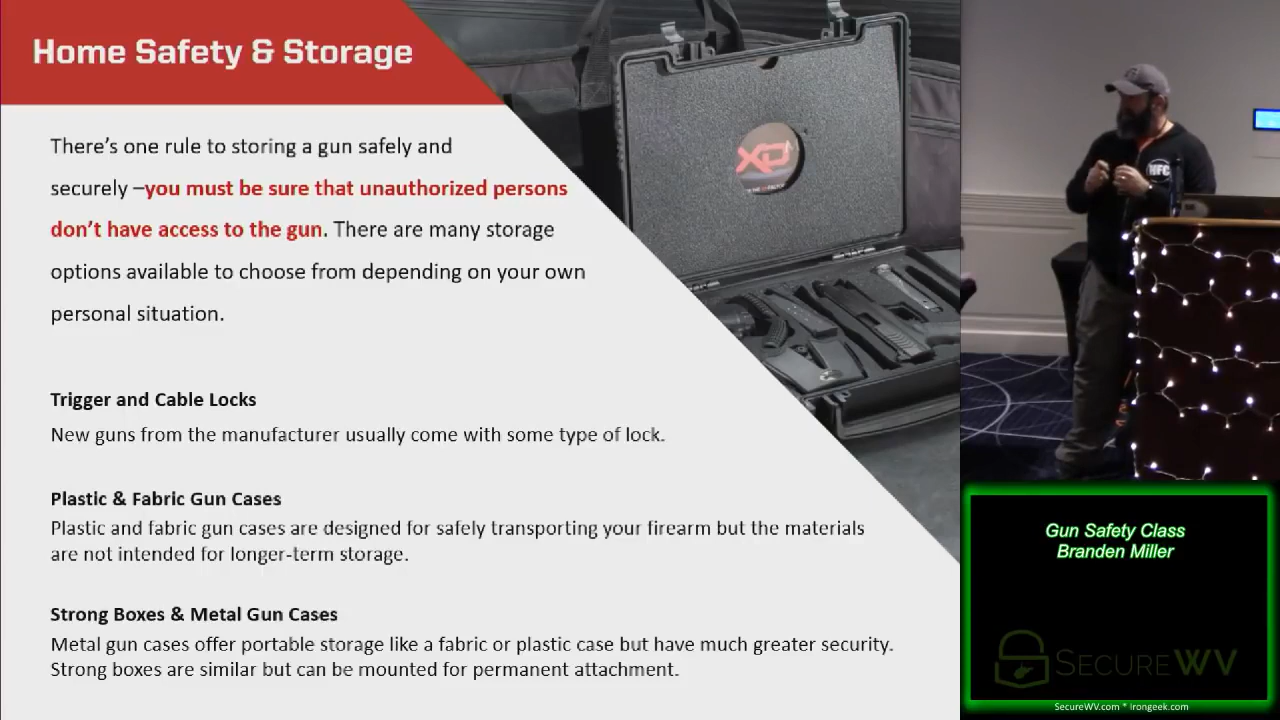 Home Safety & Storage
There's one rule to storing a gun safely and
securely –you must be sure that unauthorized persons
don't have access to the gun. There are many storage
options available to choose from depending on your own
personal situation.
Trigger and Cable Locks
New guns from the manufacturer usually come with some type of lock.
Plastic & Fabric Gun Cases
Plastic and fabric gun cases are designed for safely transporting your firearm but the materials
are not intended for longer-term storage.
Strong Boxes & Metal Gun Cases
Metal gun cases offer portable storage like a fabric or plastic case but have much greater security.
Strong boxes are similar but can be mounted for permanent attachment.
XD
HFC
Gun Safety Class
Branden Miller
SECUREWV
SecureWV.com * irongeek.com